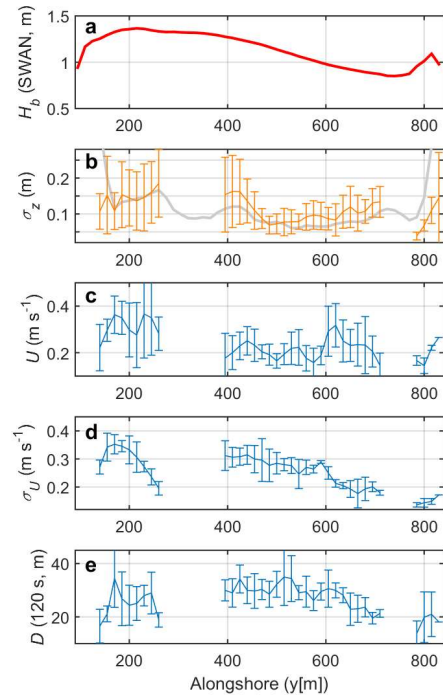 a
H_b (SWAN, m)
1.5
1
0.5
200 400 600 800
b
σ_z (m)
0.2
0.1
200 400 600 800
c
U (m s⁻¹)
0.4
0.2
200 400 600 800
d
σ_U (m s⁻¹)
0.4
0.3
0.2
200 400 600 800
e
D (120 s, m)
40
20
200 400 600 800
Alongshore (y[m])